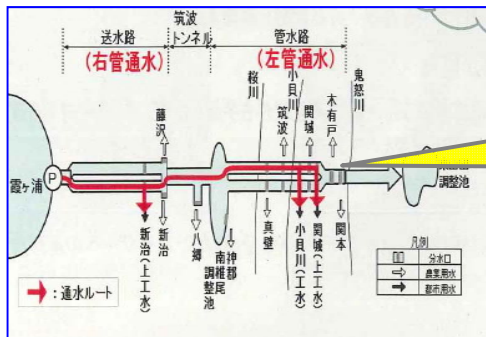 送水路
(右管通水)
筑波
トンネル
管水路
(左管通水)
桜川
小貝川
鬼怒川
藤沢
筑波
関城
木有戸
霞ヶ浦
P
調整池
新治(上工水)
新治
八郷
南椎尾
調整池
神郡
真壁
小貝川(工水)
関城(上工水)
関本
→:通水ルート
凡例
分水口
農業用水
都市用水